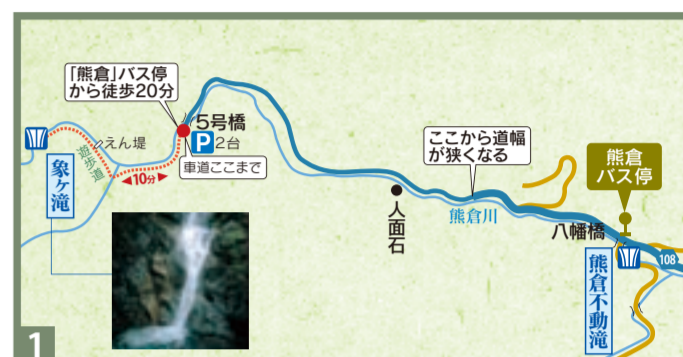 「熊倉」バス停
から徒歩20分
5号橋
P 2台
車道ここまで
えん堤
遊歩道
10分
象ヶ滝
ここから道幅
が狭くなる
熊倉
バス停
人面石
熊倉川
八幡橋
108
熊倉不動滝
1